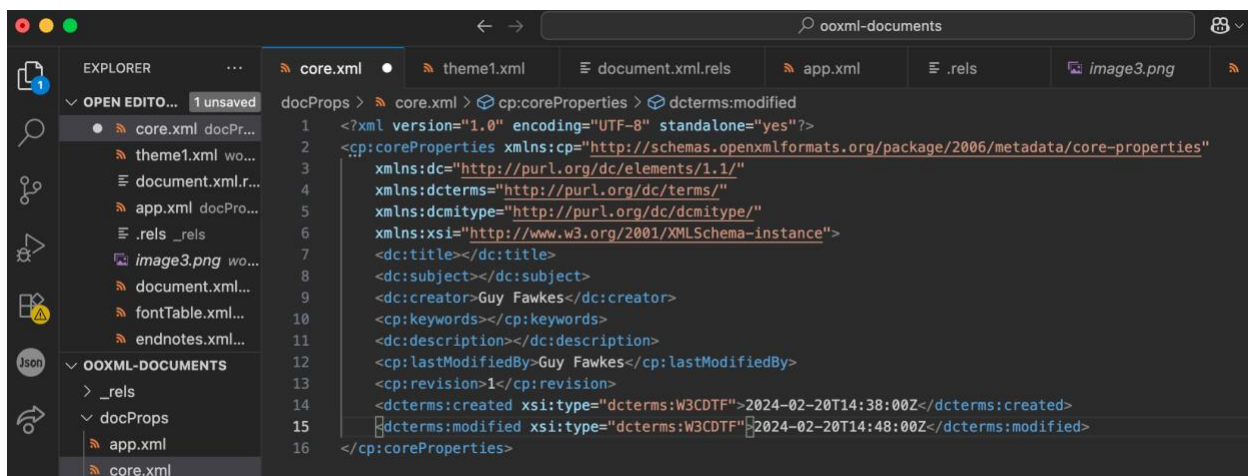 ooxml-documents
EXPLORER ...
core.xml
theme1.xml
document.xml.rels
app.xml
.rels
image3.png
OPEN EDITO... 1 unsaved
core.xml docPr...
theme1.xml wo...
document.xml.r...
app.xml docPro...
.rels _rels
image3.png wo...
document.xml...
fontTable.xml...
endnotes.xml...
OOXML-DOCUMENTS
> _rels
docProps
app.xml
core.xml
1
Json
docProps > core.xml > cp:coreProperties > dcterms:modified
1 <?xml version="1.0" encoding="UTF-8" standalone="yes"?>
2 <cp:coreProperties xmlns:cp="http://schemas.openxmlformats.org/package/2006/metadata/core-properties"
3 xmlns:dc="http://purl.org/dc/elements/1.1/"
4 xmlns:dcterms="http://purl.org/dc/terms/"
5 xmlns:dcmitype="http://purl.org/dc/dcmitype/"
6 xmlns:xsi="http://www.w3.org/2001/XMLSchema-instance">
7 <dc:title></dc:title>
8 <dc:subject></dc:subject>
9 <dc:creator>Guy Fawkes</dc:creator>
10 <cp:keywords></cp:keywords>
11 <dc:description></dc:description>
12 <cp:lastModifiedBy>Guy Fawkes</cp:lastModifiedBy>
13 <cp:revision>1</cp:revision>
14 <dcterms:created xsi:type="dcterms:W3CDTF">2024-02-20T14:38:00Z</dcterms:created>
15 <dcterms:modified xsi:type="dcterms:W3CDTF">2024-02-20T14:48:00Z</dcterms:modified>
16 </cp:coreProperties>